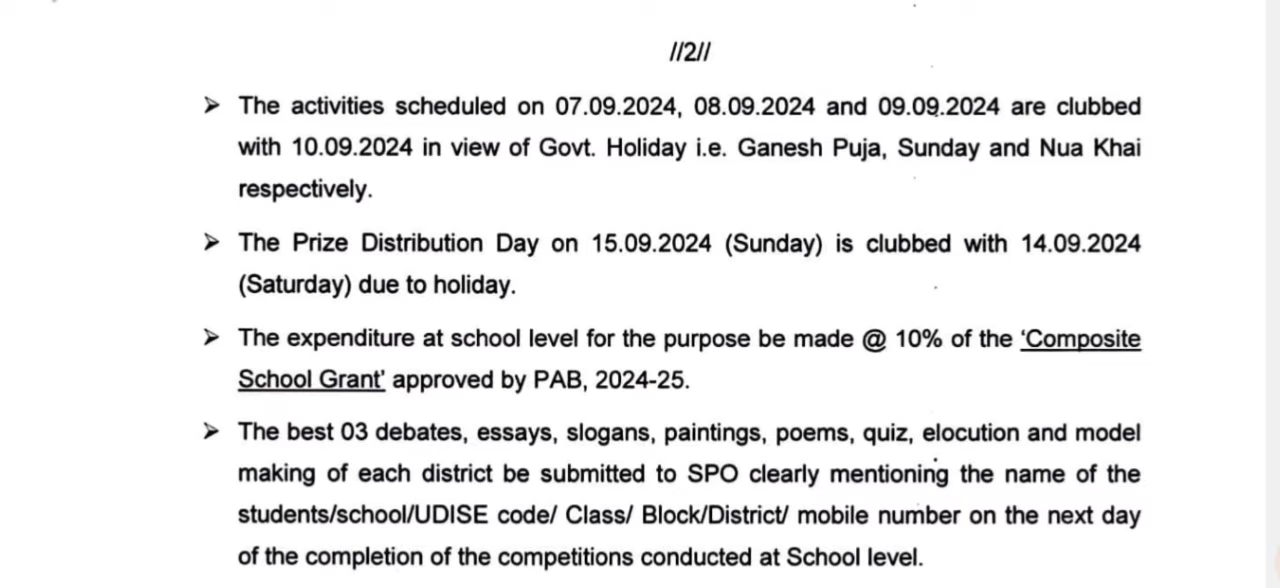 //2//
➢ The activities scheduled on 07.09.2024, 08.09.2024 and 09.09.2024 are clubbed
with 10.09.2024 in view of Govt. Holiday i.e. Ganesh Puja, Sunday and Nua Khai
respectively.
➢ The Prize Distribution Day on 15.09.2024 (Sunday) is clubbed with 14.09.2024
(Saturday) due to holiday.
➢ The expenditure at school level for the purpose be made @ 10% of the ‘Composite
School Grant’ approved by PAB, 2024-25.
➢ The best 03 debates, essays, slogans, paintings, poems, quiz, elocution and model
making of each district be submitted to SPO clearly mentioning the name of the
students/school/UDISE code/ Class/ Block/District/ mobile number on the next day
of the completion of the competitions conducted at School level.